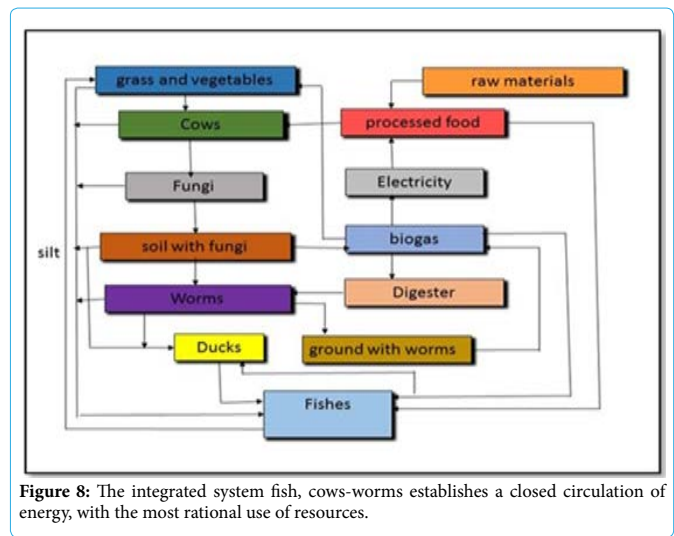 grass and vegetables
raw materials
Cows
processed food
Fungi
Electricity
silt
soil with fungi
biogas
Worms
Digester
Ducks
ground with worms
Fishes
Figure 8: The integrated system fish, cows-worms establishes a closed circulation of
energy, with the most rational use of resources.